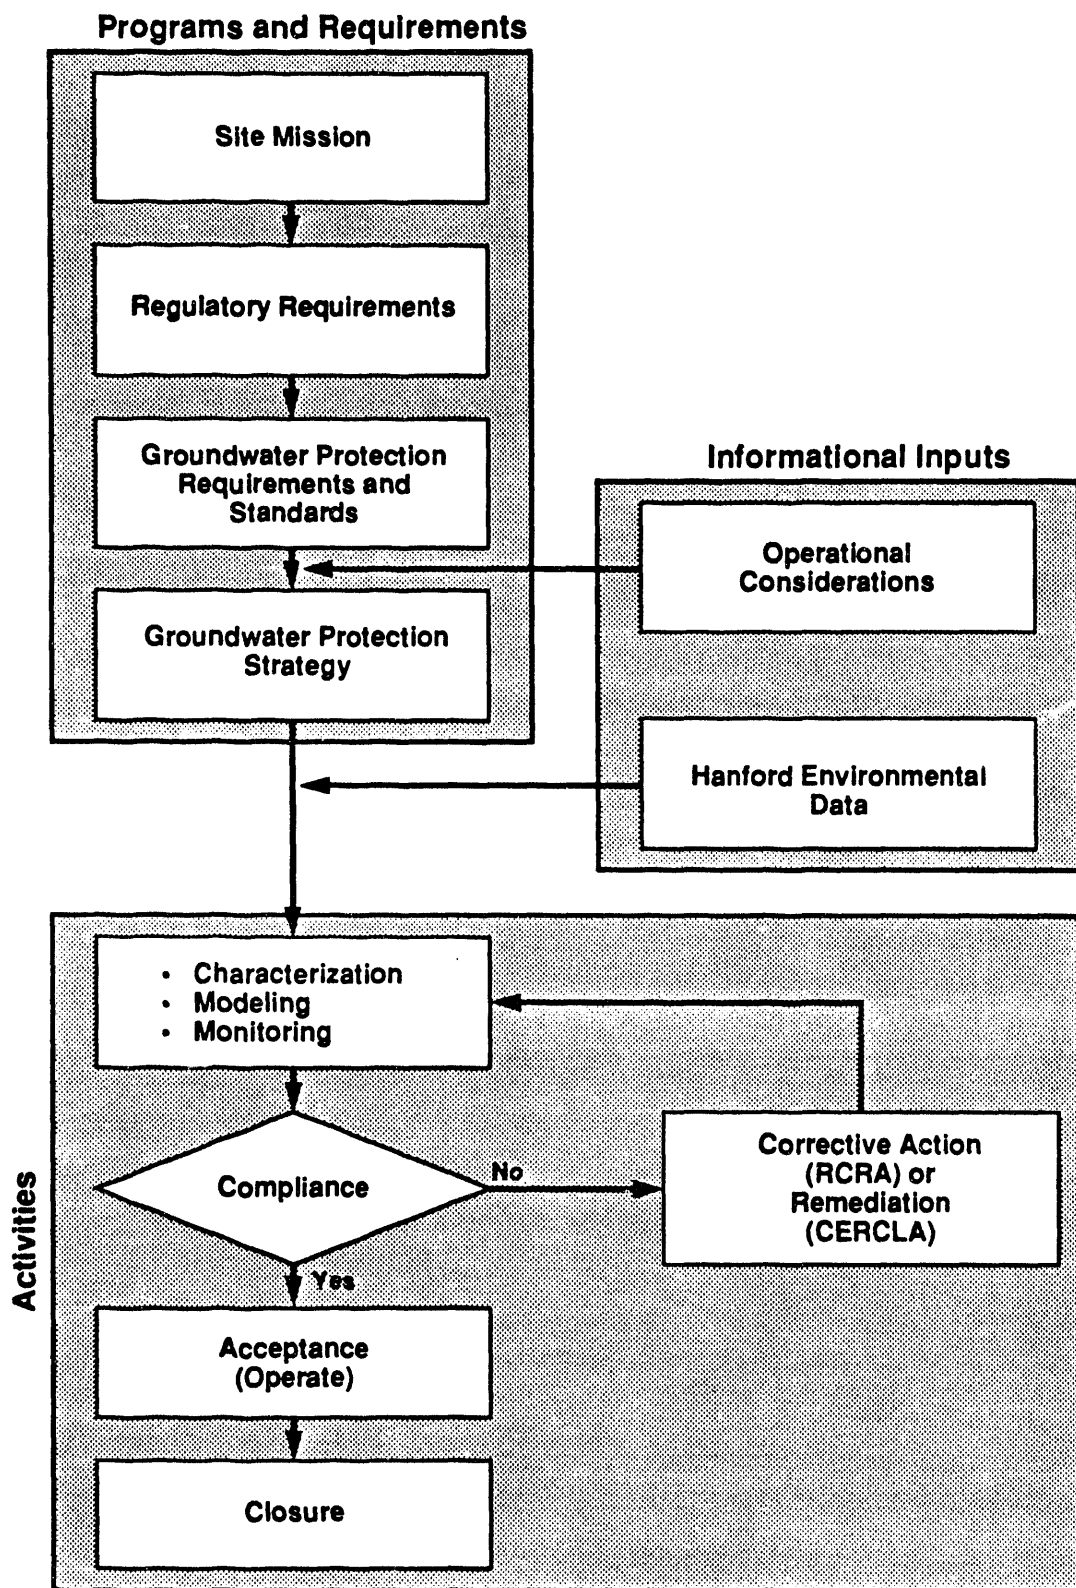 Programs and Requirements
Site Mission
Regulatory Requirements
Groundwater Protection
Requirements and
Standards
Groundwater Protection
Strategy
Informational Inputs
Operational
Considerations
Hanford Environmental
Data
Activities
• Characterization
• Modeling
• Monitoring
Compliance
No
Yes
Corrective Action
(RCRA) or
Remediation
(CERCLA)
Acceptance
(Operate)
Closure